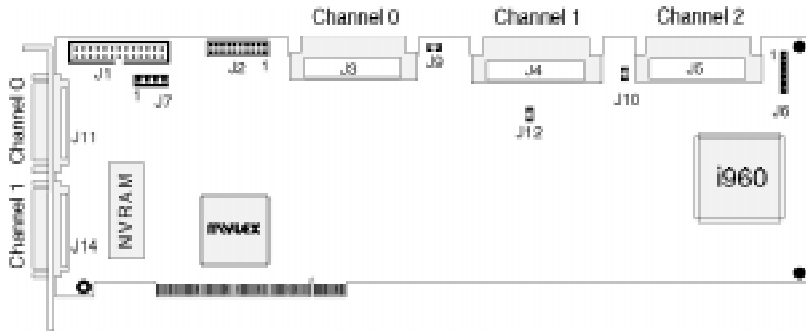 Channel 0
Channel 1
Channel 2
J1
J2
1
J3
J9
J4
J10
J5
1
J6
1
J7
J12
Channel 0
J11
Channel 1
J14
NVRAM
MYLEX
i960